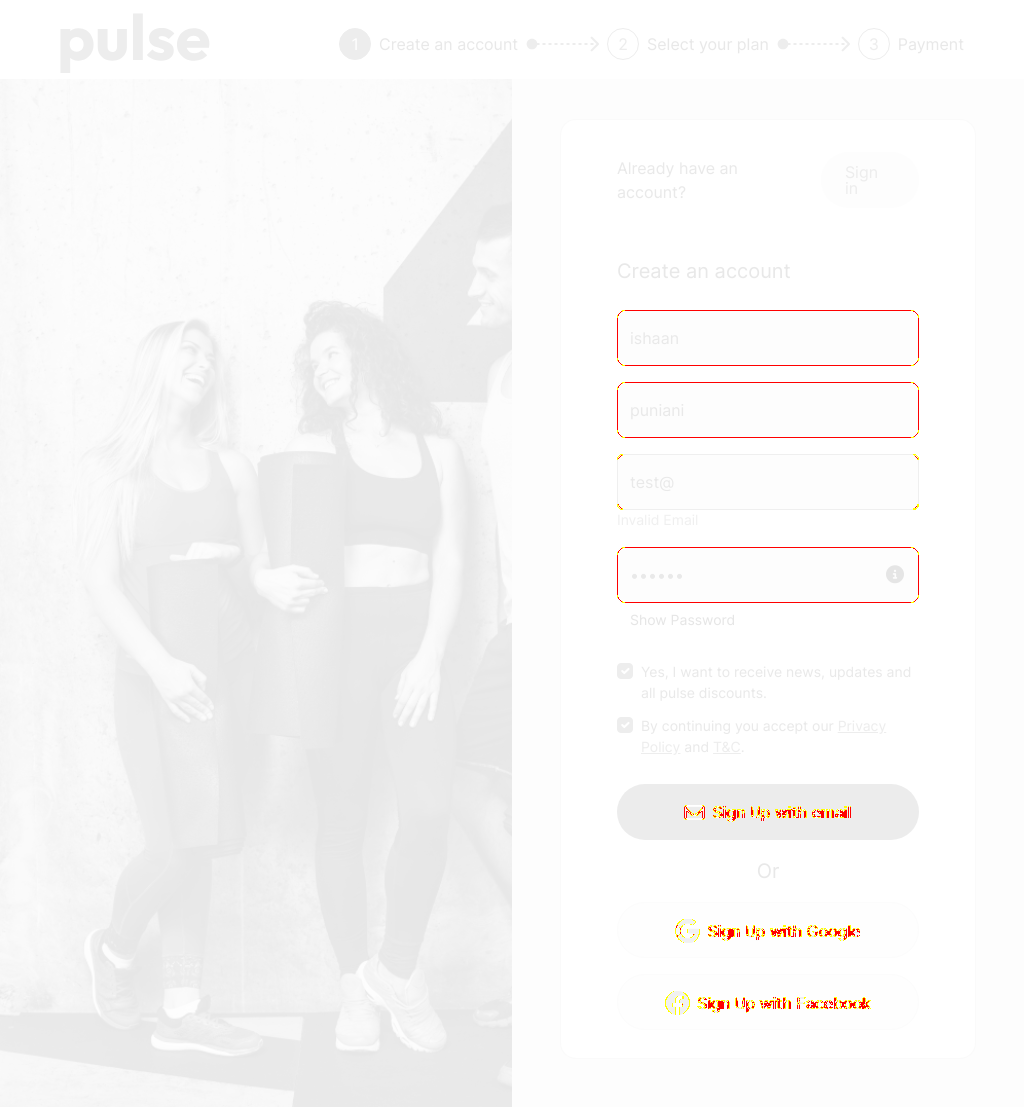 pulse
1 Create an account 2 Select your plan 3 Payment
Already have an
account?
Sign
in
Create an account
ishaan
puniani
test@
Invalid Email
••••••
Show Password
Yes, I want to receive news, updates and
all pulse discounts.
By continuing you accept our Privacy
Policy and T&C.
Sign Up with email
Or
Sign Up with Google
Sign Up with Facebook